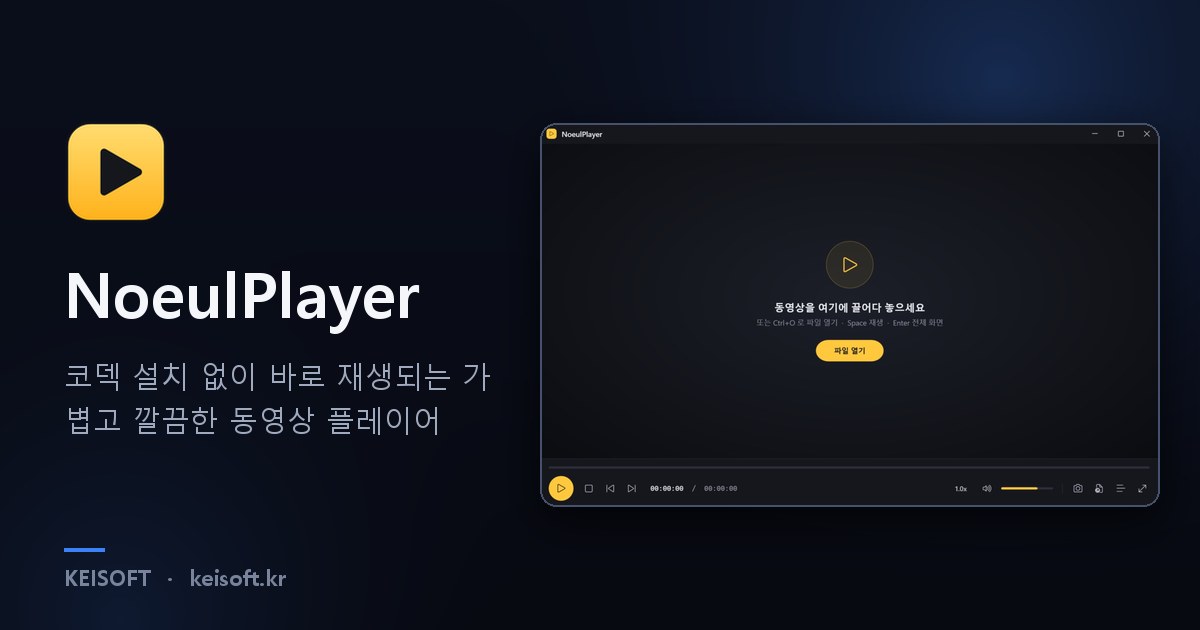 NoeulPlayer
코덱 설치 없이 바로 재생되는 가
볍고 깔끔한 동영상 플레이어
KEISOFT · keisoft.kr
NoeulPlayer
동영상을 여기에 끌어다 놓으세요
또는 Ctrl+O 로 파일 열기 · Space 재생 · Enter 전체 화면
파일 열기
00:00:00 / 00:00:00
1.0x